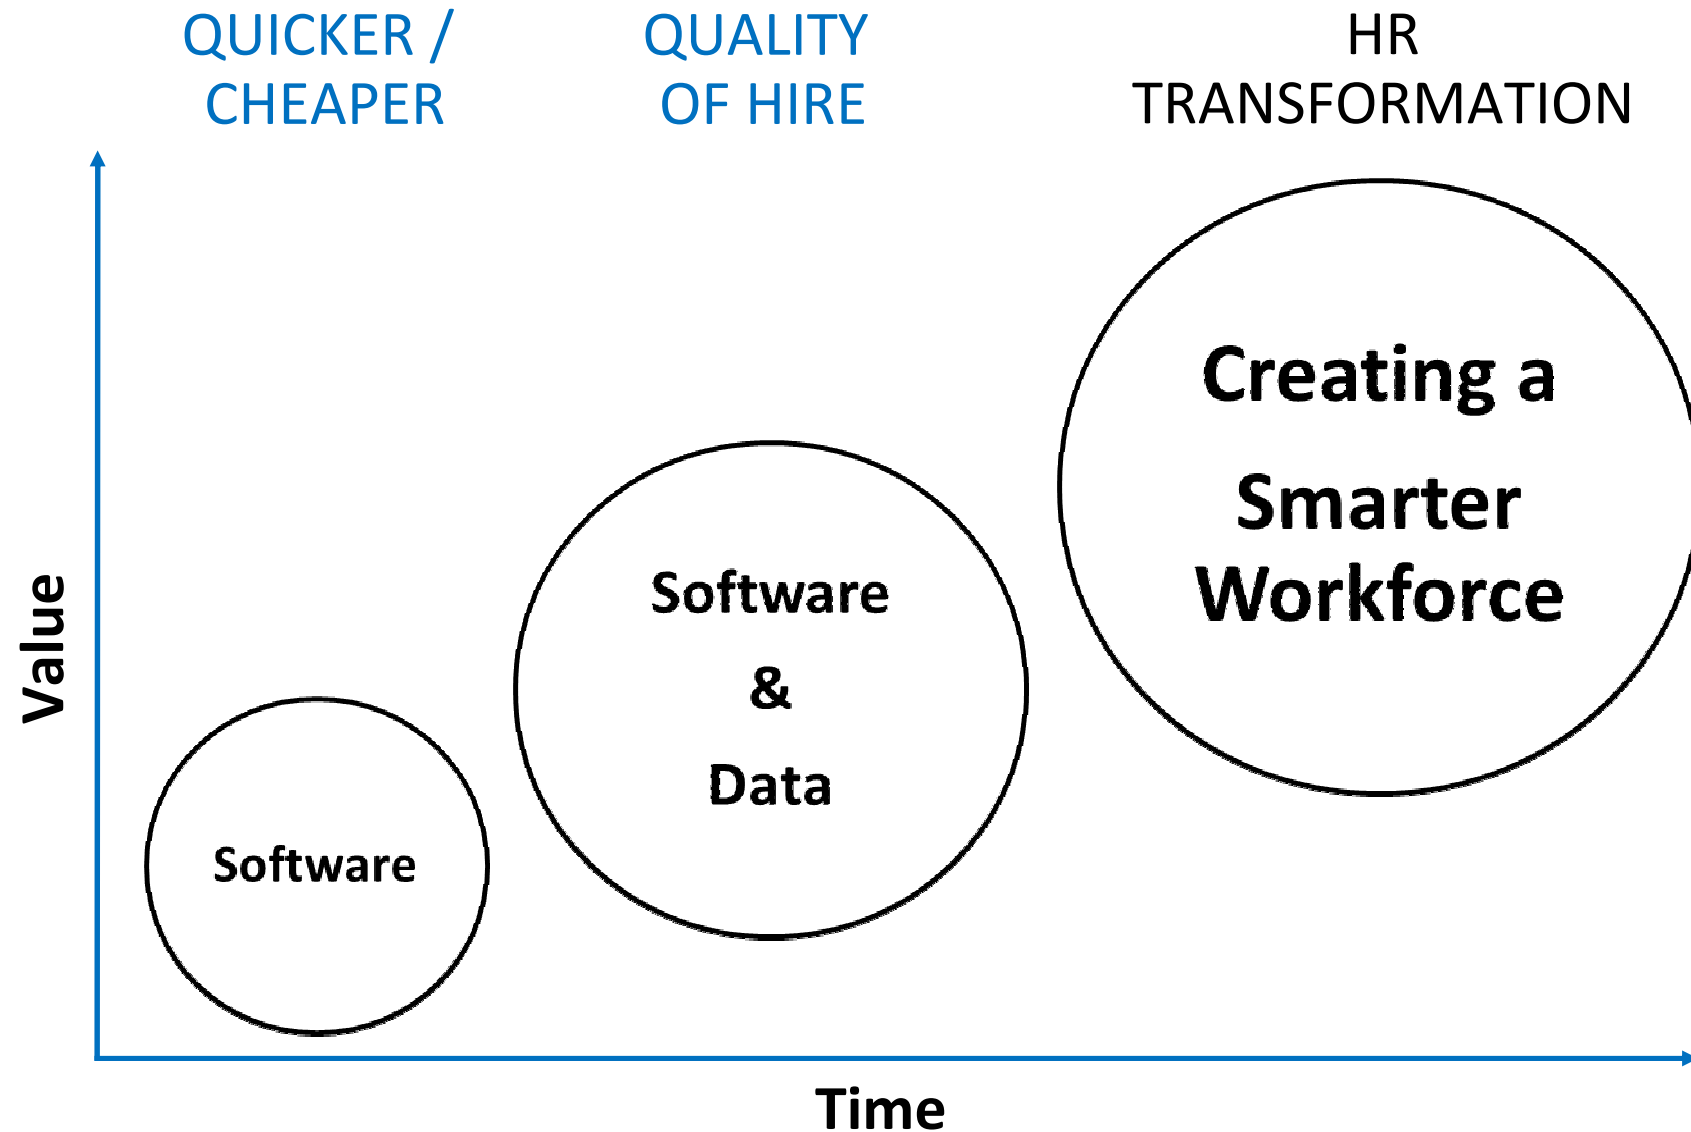 QUICKER /
CHEAPER
QUALITY
OF HIRE
HR
TRANSFORMATION
Creating a
Smarter
Workforce
Software
&
Data
Software
Value
Time